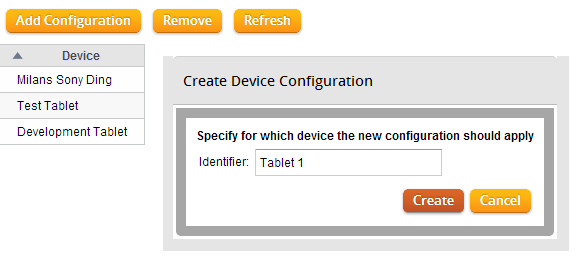 Add Configuration Remove Refresh
Device
Milans Sony Ding
Test Tablet
Development Tablet
Create Device Configuration
Specify for which device the new configuration should apply
Identifier: Tablet 1
Create Cancel